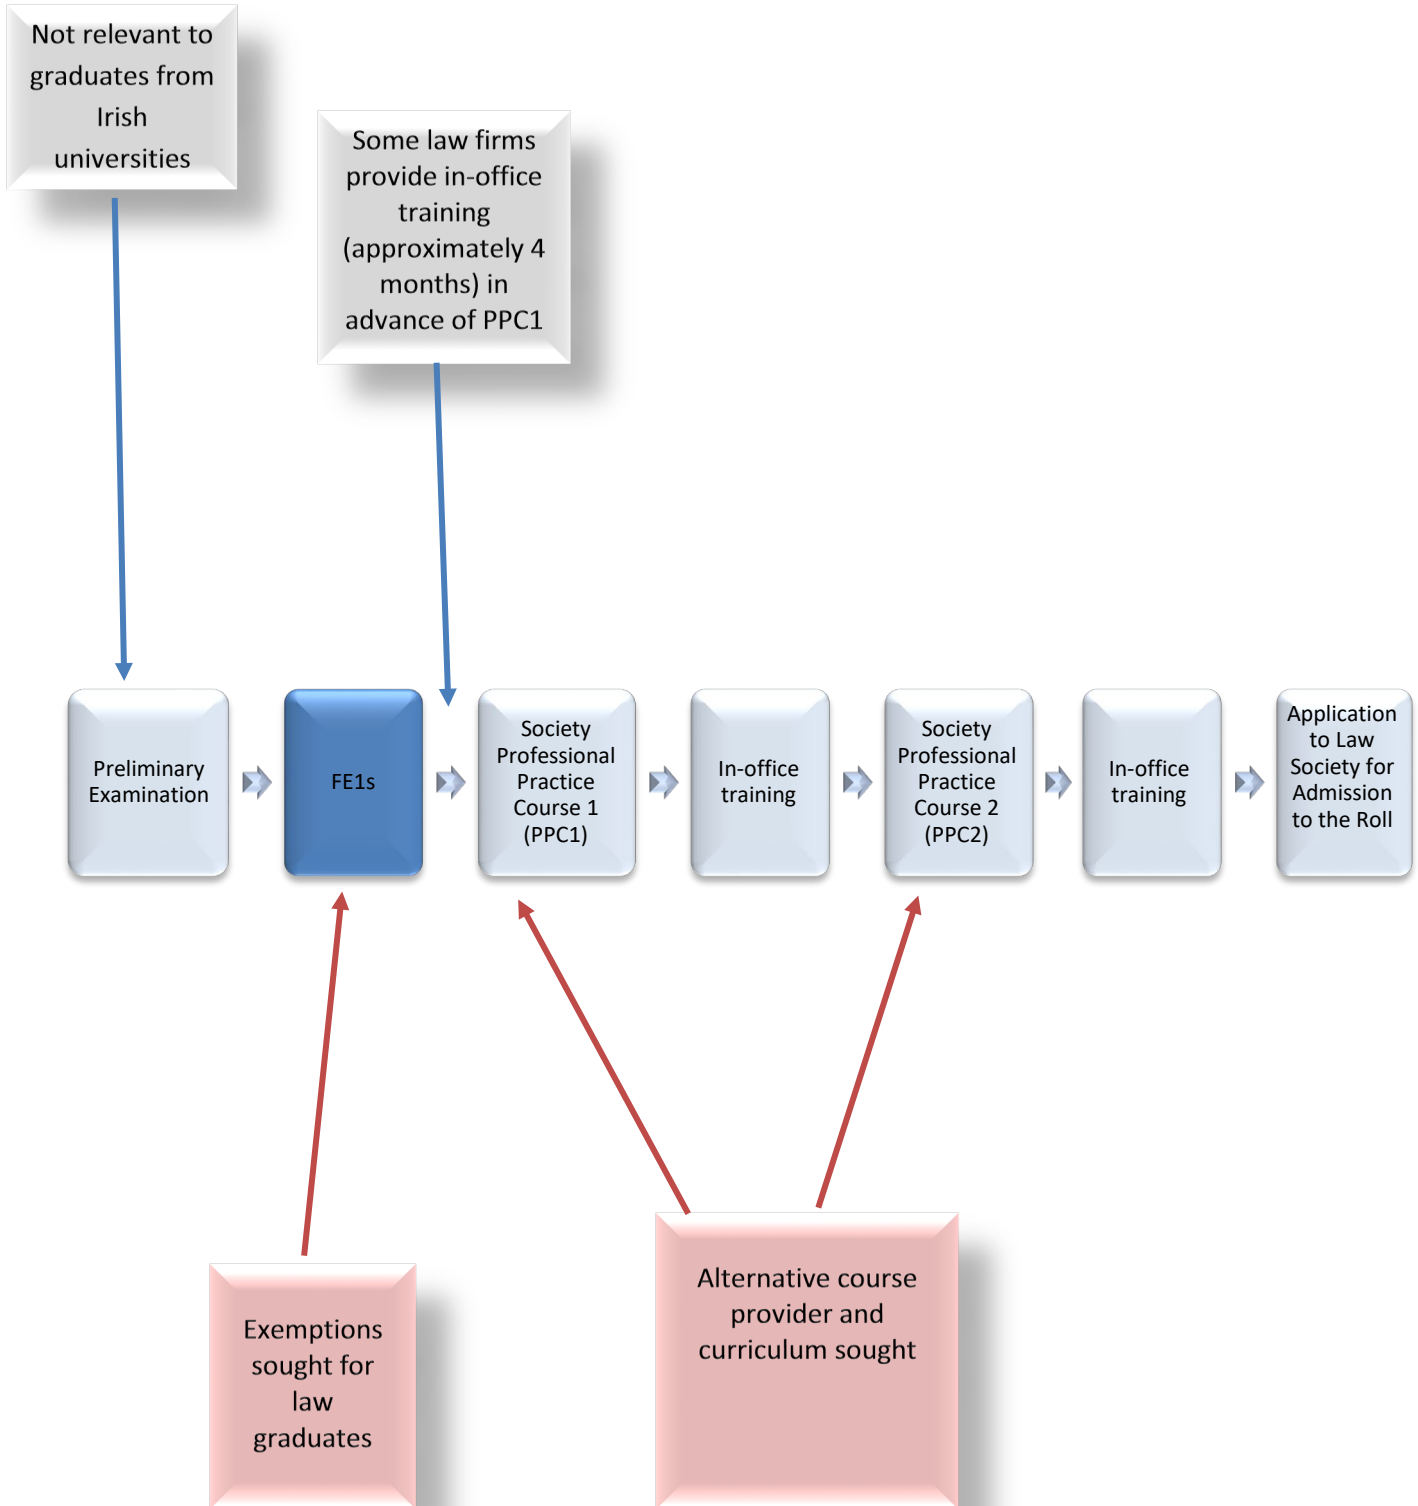 Not relevant to
graduates from
Irish
universities
Some law firms
provide in-office
training
(approximately 4
months) in
advance of PPC1
Preliminary
Examination
FE1s
Society
Professional
Practice
Course 1
(PPC1)
In-office
training
Society
Professional
Practice
Course 2
(PPC2)
In-office
training
Application
to Law
Society for
Admission
to the Roll
Exemptions
sought for
law
graduates
Alternative course
provider and
curriculum sought